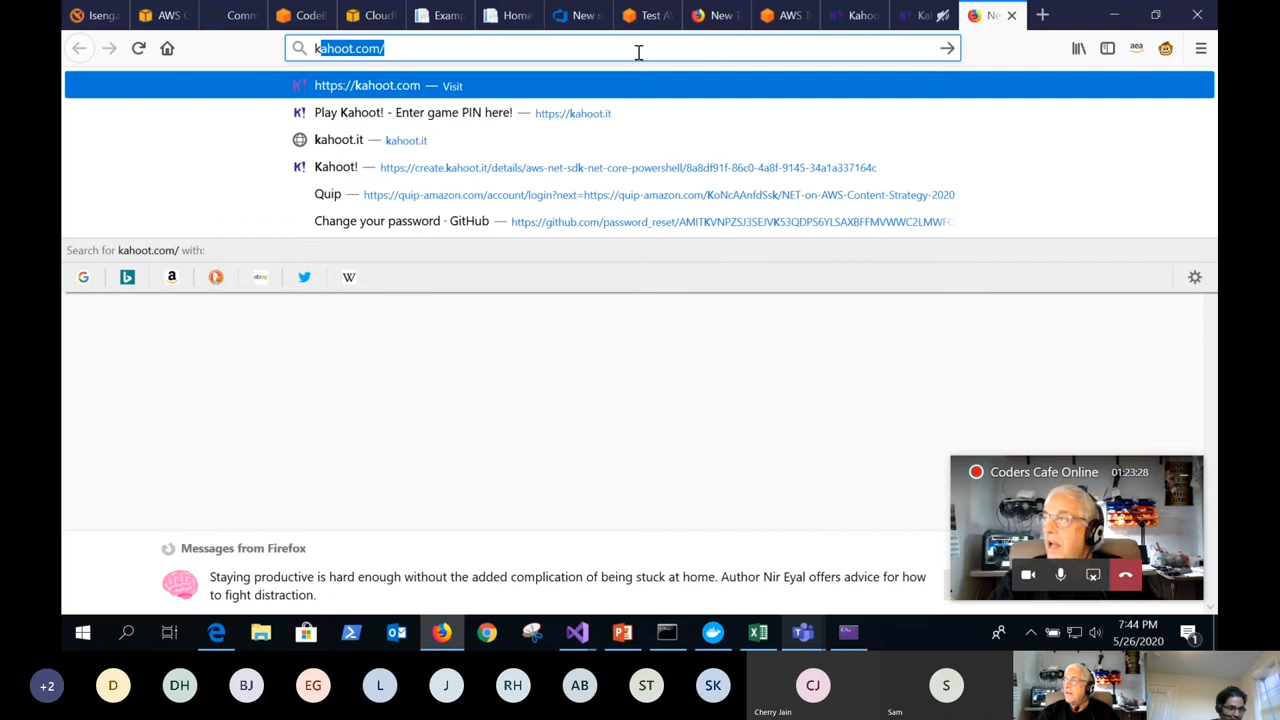 Isenga
AWS C
Comm
CodeB
CloudF
Examp
Home
New r
Test A
New T
AWS T
Kahoo
Kah
Ne
kahoot.com/
https://kahoot.com — Visit
Play Kahoot! - Enter game PIN here! — https://kahoot.it
kahoot.it — kahoot.it
Kahoot! — https://create.kahoot.it/details/aws-net-sdk-net-core-powershell/8a8df91f-86c0-4a8f-9145-34a1a337164c
Quip — https://quip-amazon.com/account/login?next=https://quip-amazon.com/KoNcAAnfdSsk/NET-on-AWS-Content-Strategy-2020
Change your password · GitHub — https://github.com/password_reset/AMITKVNPZSJ3SEJVK53QDPS6YLSAXBFFMVWWC2LMWFC
Search for kahoot.com/ with:
Coders Cafe Online 01:23:28
Messages from Firefox
Staying productive is hard enough without the added complication of being stuck at home. Author Nir Eyal offers advice for how
to fight distraction.
7:44 PM
5/26/2020
1
+2
D
DH
BJ
EG
L
J
RH
AB
ST
SK
CJ
S
Cherry Jain
Sam